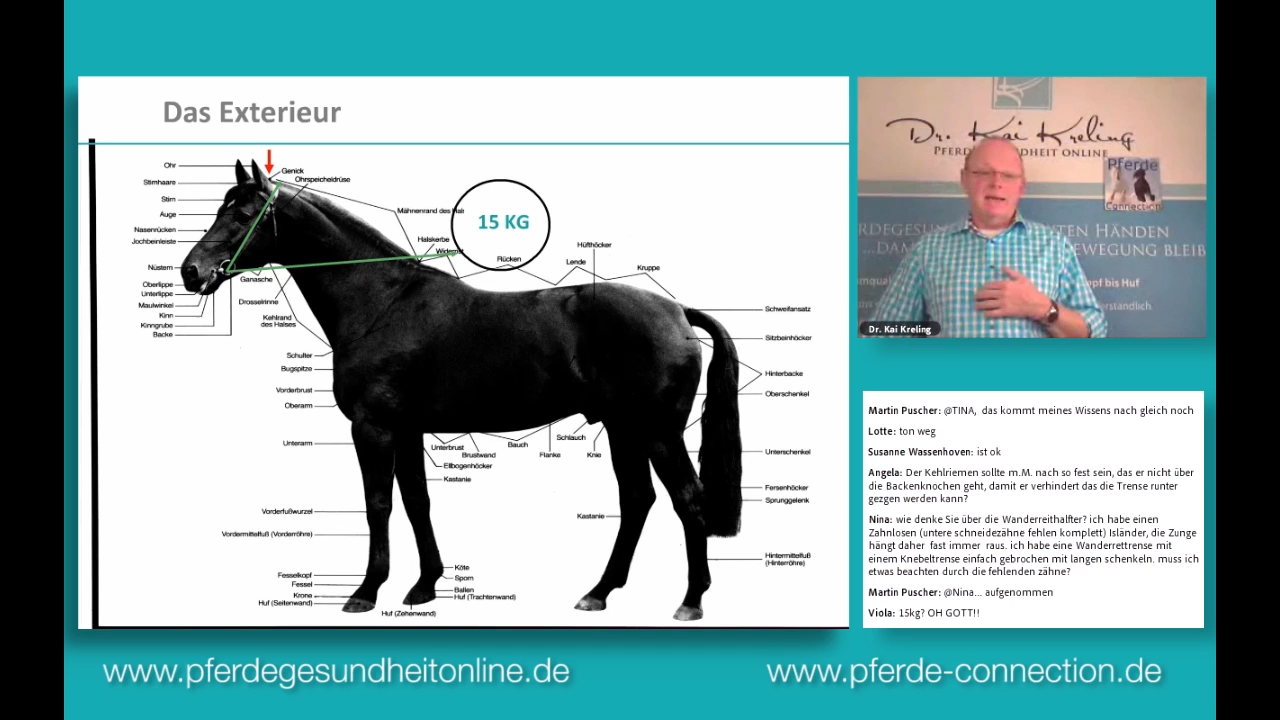 Das Exterieur
Ohr
Genick
Ohrspeicheldrüse
Stirnhaare
Stirn
Auge
Nasenrücken
Jochbeinleiste
Nüstern
Oberlippe
Unterlippe
Maulwinkel
Kinn
Kinngrube
Backe
Mähnenrand des
15 KG
Halskerbe
Widerrist
Rücken
Lende
Hüfthöcker
Kruppe
Ganasche
Drosselrinne
Kehlrand
des Halses
Schulter
Bugspitze
Vorderbrust
Oberarm
Unterarm
Schweifansatz
Sitzbeinhöcker
Hinterbacke
Oberschenkel
Unterbrust
Brustwand
Bauch
Schlauch
Flanke
Knie
Ellbogenhöcker
Kastanie
Unterschenkel
Fersenhöcker
Sprunggelenk
Vorderfußwurzel
Vordermittelfuß (Vorderröhre)
Kastanie
Hintermittelfuß
(Hinterröhre)
Fesselkopf
Fessel
Krone
Huf (Seitenwand)
Köte
Sporn
Ballen
Huf (Trachtenwand)
Huf (Zehenwand)
Dr. Kai Kreling
Pferde
Connection
EWEGUNG BLEIB
Dr. Kai Kreling
Martin Puscher: @TINA, das kommt meines Wissens nach gleich noch
Lotte: ton weg
Susanne Wassenhoven: ist ok
Angela: Der Kehlriemen sollte m.M. nach so fest sein, das er nicht über
die Backenknochen geht, damit er verhindert das die Trense runter
gezgen werden kann?
Nina: wie denke Sie über die Wanderreithalfter? ich habe einen
Zahnlosen (untere schneidezähne fehlen komplett) Isländer, die Zunge
hängt daher fast immer raus. ich habe eine Wanderrettrense mit
einem Knebeltrense einfach gebrochen mit langen schenkeln. muss ich
etwas beachten durch die fehlenden zähne?
Martin Puscher: @Nina... aufgenommen
Viola: 15kg? OH GOTT!!
www.pferdegesundheitonline.de
www.pferde-connection.de